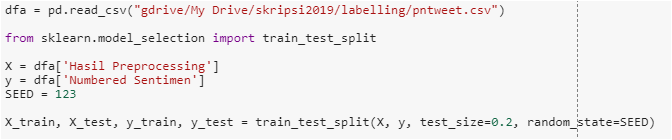 dfa = pd.read_csv("gdrive/My Drive/skripsi2019/labelling/pntweet.csv")
from sklearn.model_selection import train_test_split
X = dfa['Hasil Preprocessing']
y = dfa['Numbered Sentimen']
SEED = 123
X_train, X_test, y_train, y_test = train_test_split(X, y, test_size=0.2, random_state=SEED)